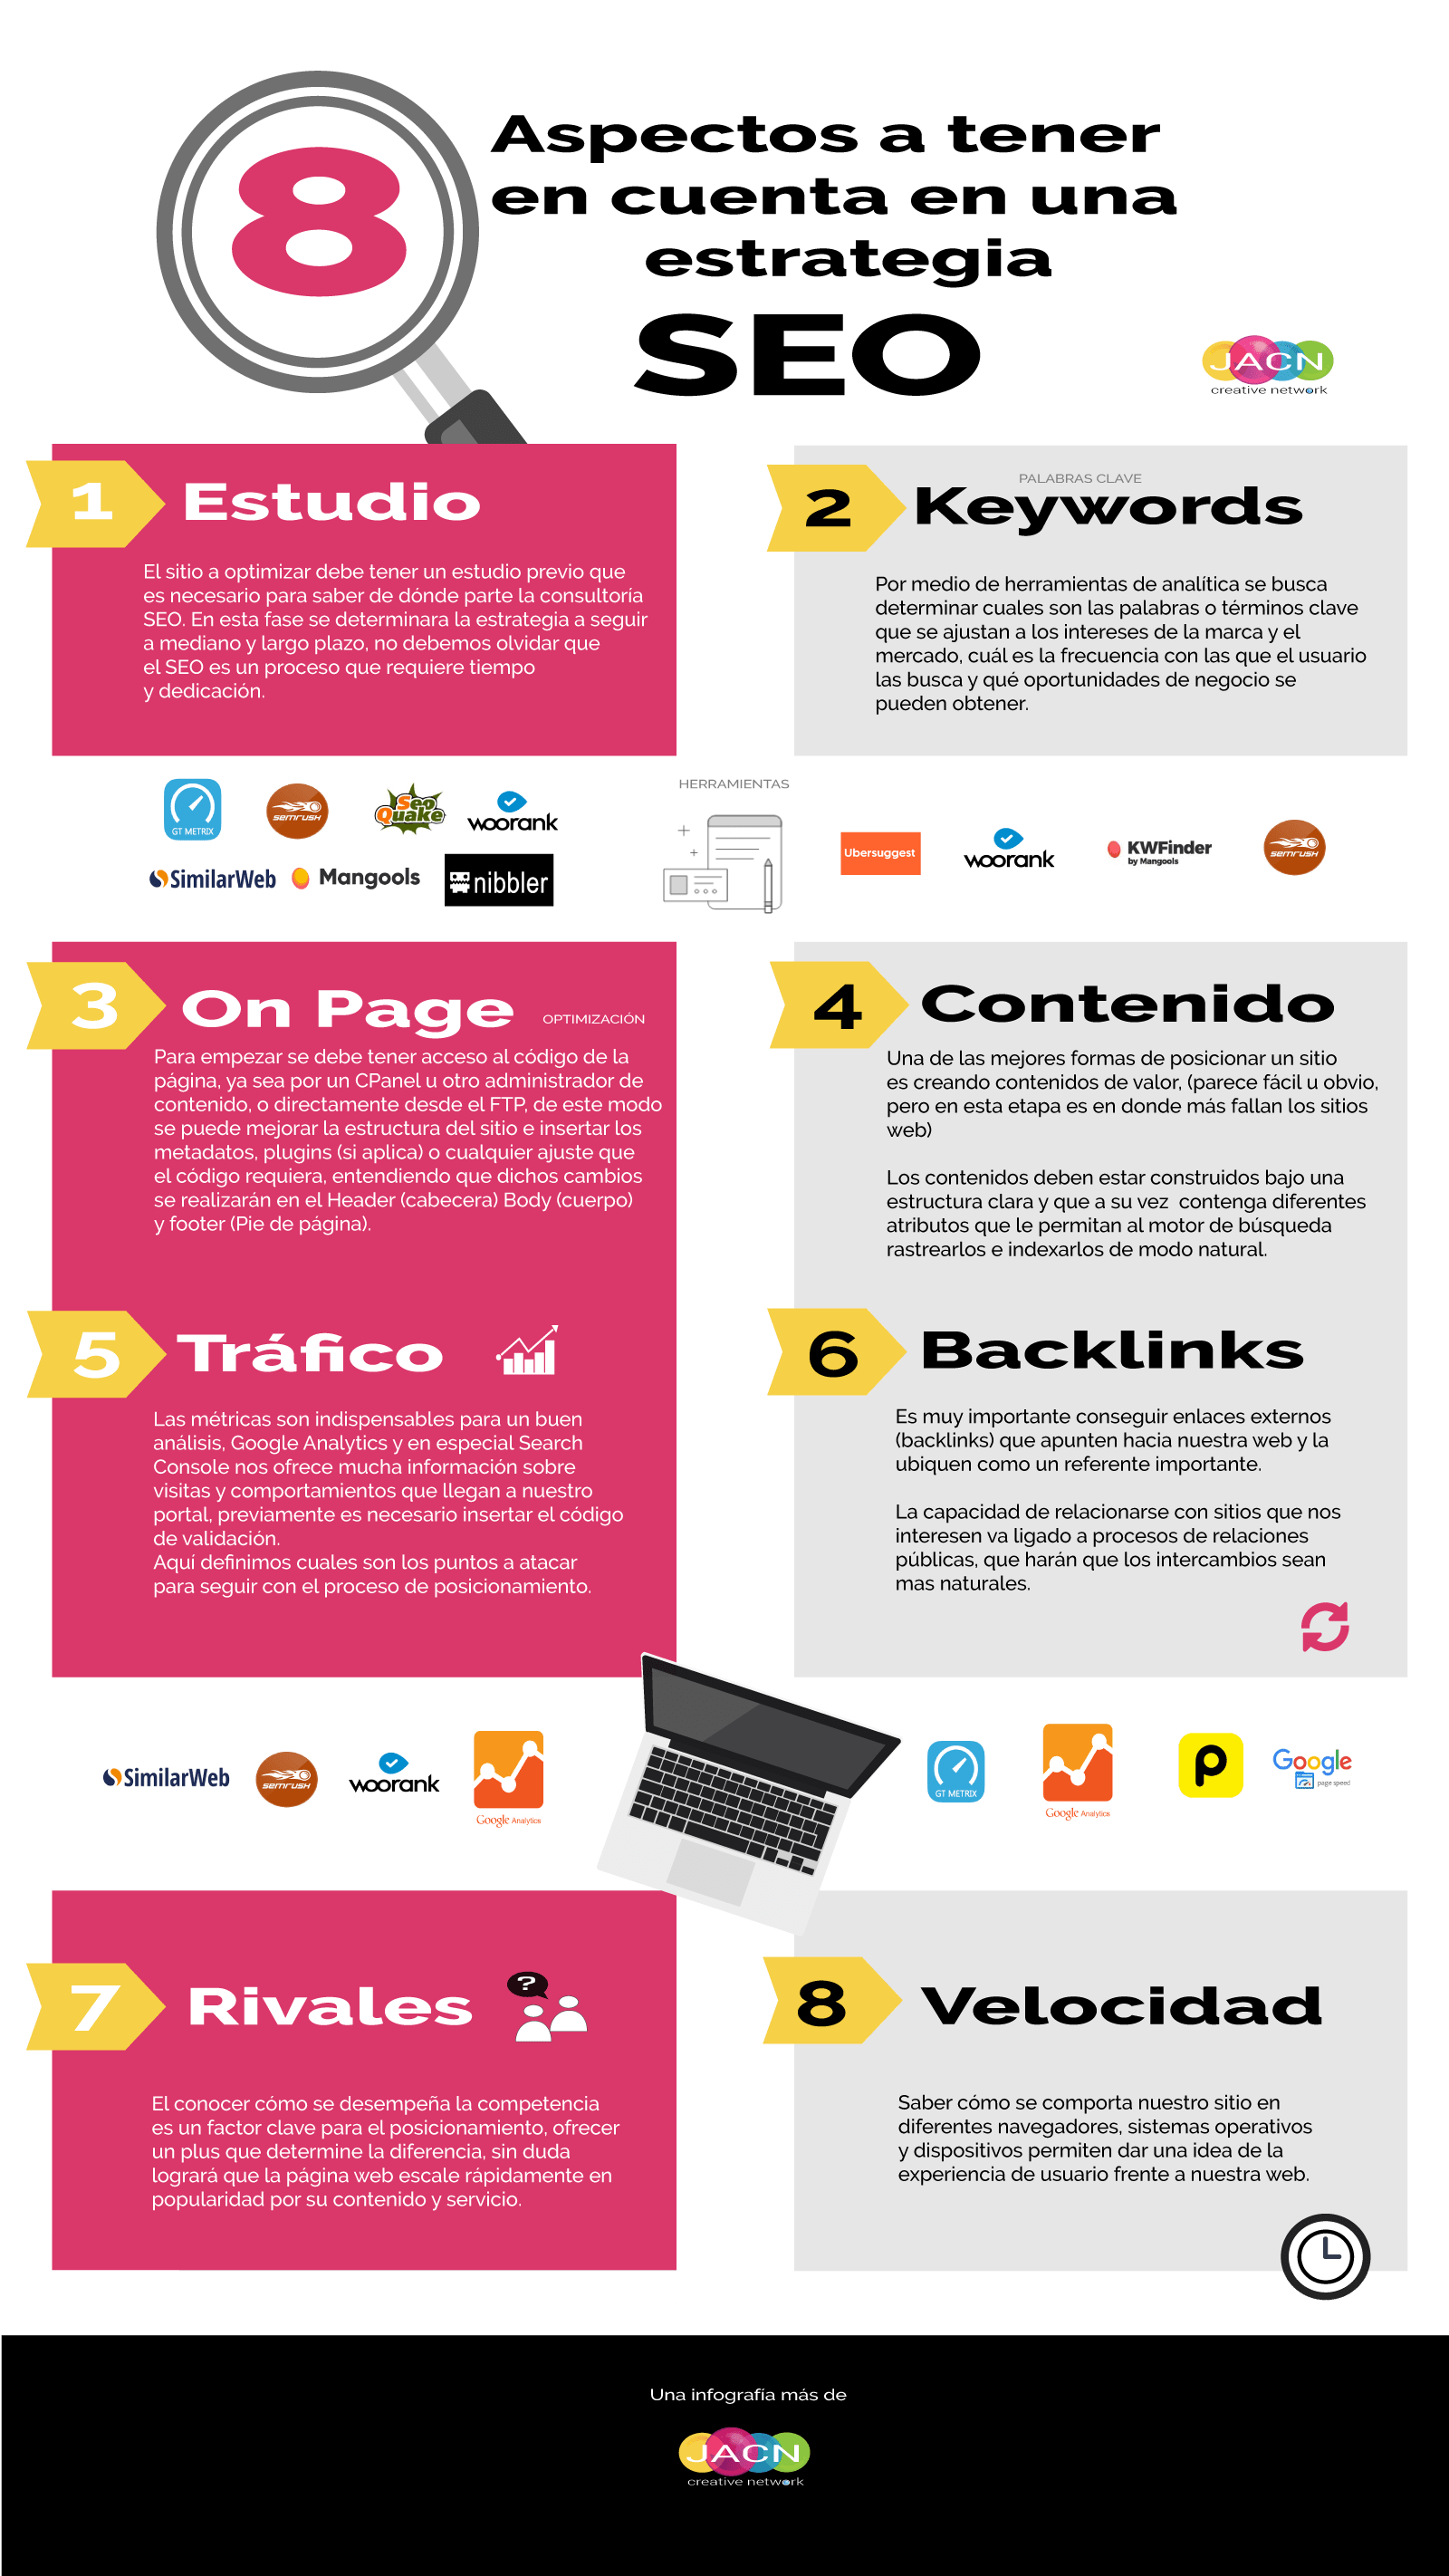 8
Aspectos a tener
en cuenta en una
estrategia
SEO
JACN
creative network
1
Estudio
El sitio a optimizar debe tener un estudio previo que
es necesario para saber de dónde parte la consultoría
SEO. En esta fase se determinara la estrategia a seguir
a mediano y largo plazo, no debemos olvidar que
el SEO es un proceso que requiere tiempo
y dedicación.
2
PALABRAS CLAVE
Keywords
Por medio de herramientas de analítica se busca
determinar cuales son las palabras o términos clave
que se ajustan a los intereses de la marca y el
mercado, cuál es la frecuencia con las que el usuario
las busca y qué oportunidades de negocio se
pueden obtener.
GT METRIX
semrush
Seo
Quake
woorank
SimilarWeb
Mangools
nibbler
HERRAMIENTAS
Ubersuggest
woorank
KWFinder
by Mangools
semrush
3
On Page
OPTIMIZACIÓN
Para empezar se debe tener acceso al código de la
página, ya sea por un CPanel u otro administrador de
contenido, o directamente desde el FTP, de este modo
se puede mejorar la estructura del sitio e insertar los
metadatos, plugins (si aplica) o cualquier ajuste que
el código requiera, entendiendo que dichos cambios
se realizarán en el Header (cabecera) Body (cuerpo)
y footer (Pie de página).
4
Contenido
Una de las mejores formas de posicionar un sitio
es creando contenidos de valor, (parece fácil u obvio,
pero en esta etapa es en donde más fallan los sitios
web)
Los contenidos deben estar construidos bajo una
estructura clara y que a su vez contenga diferentes
atributos que le permitan al motor de búsqueda
rastrearlos e indexarlos de modo natural.
5
Tráfico
Las métricas son indispensables para un buen
análisis, Google Analytics y en especial Search
Console nos ofrece mucha información sobre
visitas y comportamientos que llegan a nuestro
portal, previamente es necesario insertar el código
de validación.
Aquí definimos cuales son los puntos a atacar
para seguir con el proceso de posicionamiento.
6
Backlinks
Es muy importante conseguir enlaces externos
(backlinks) que apunten hacia nuestra web y la
ubiquen como un referente importante.
La capacidad de relacionarse con sitios que nos
interesen va ligado a procesos de relaciones
públicas, que harán que los intercambios sean
mas naturales.
SimilarWeb
semrush
woorank
Google Analytics
GT METRIX
Google Analytics
p
Google
page speed
7
Rivales
?
El conocer cómo se desempeña la competencia
es un factor clave para el posicionamiento, ofrecer
un plus que determine la diferencia, sin duda
logrará que la página web escale rápidamente en
popularidad por su contenido y servicio.
8
Velocidad
Saber cómo se comporta nuestro sitio en
diferentes navegadores, sistemas operativos
y dispositivos permiten dar una idea de la
experiencia de usuario frente a nuestra web.
Una infografía más de
JACN
creative network